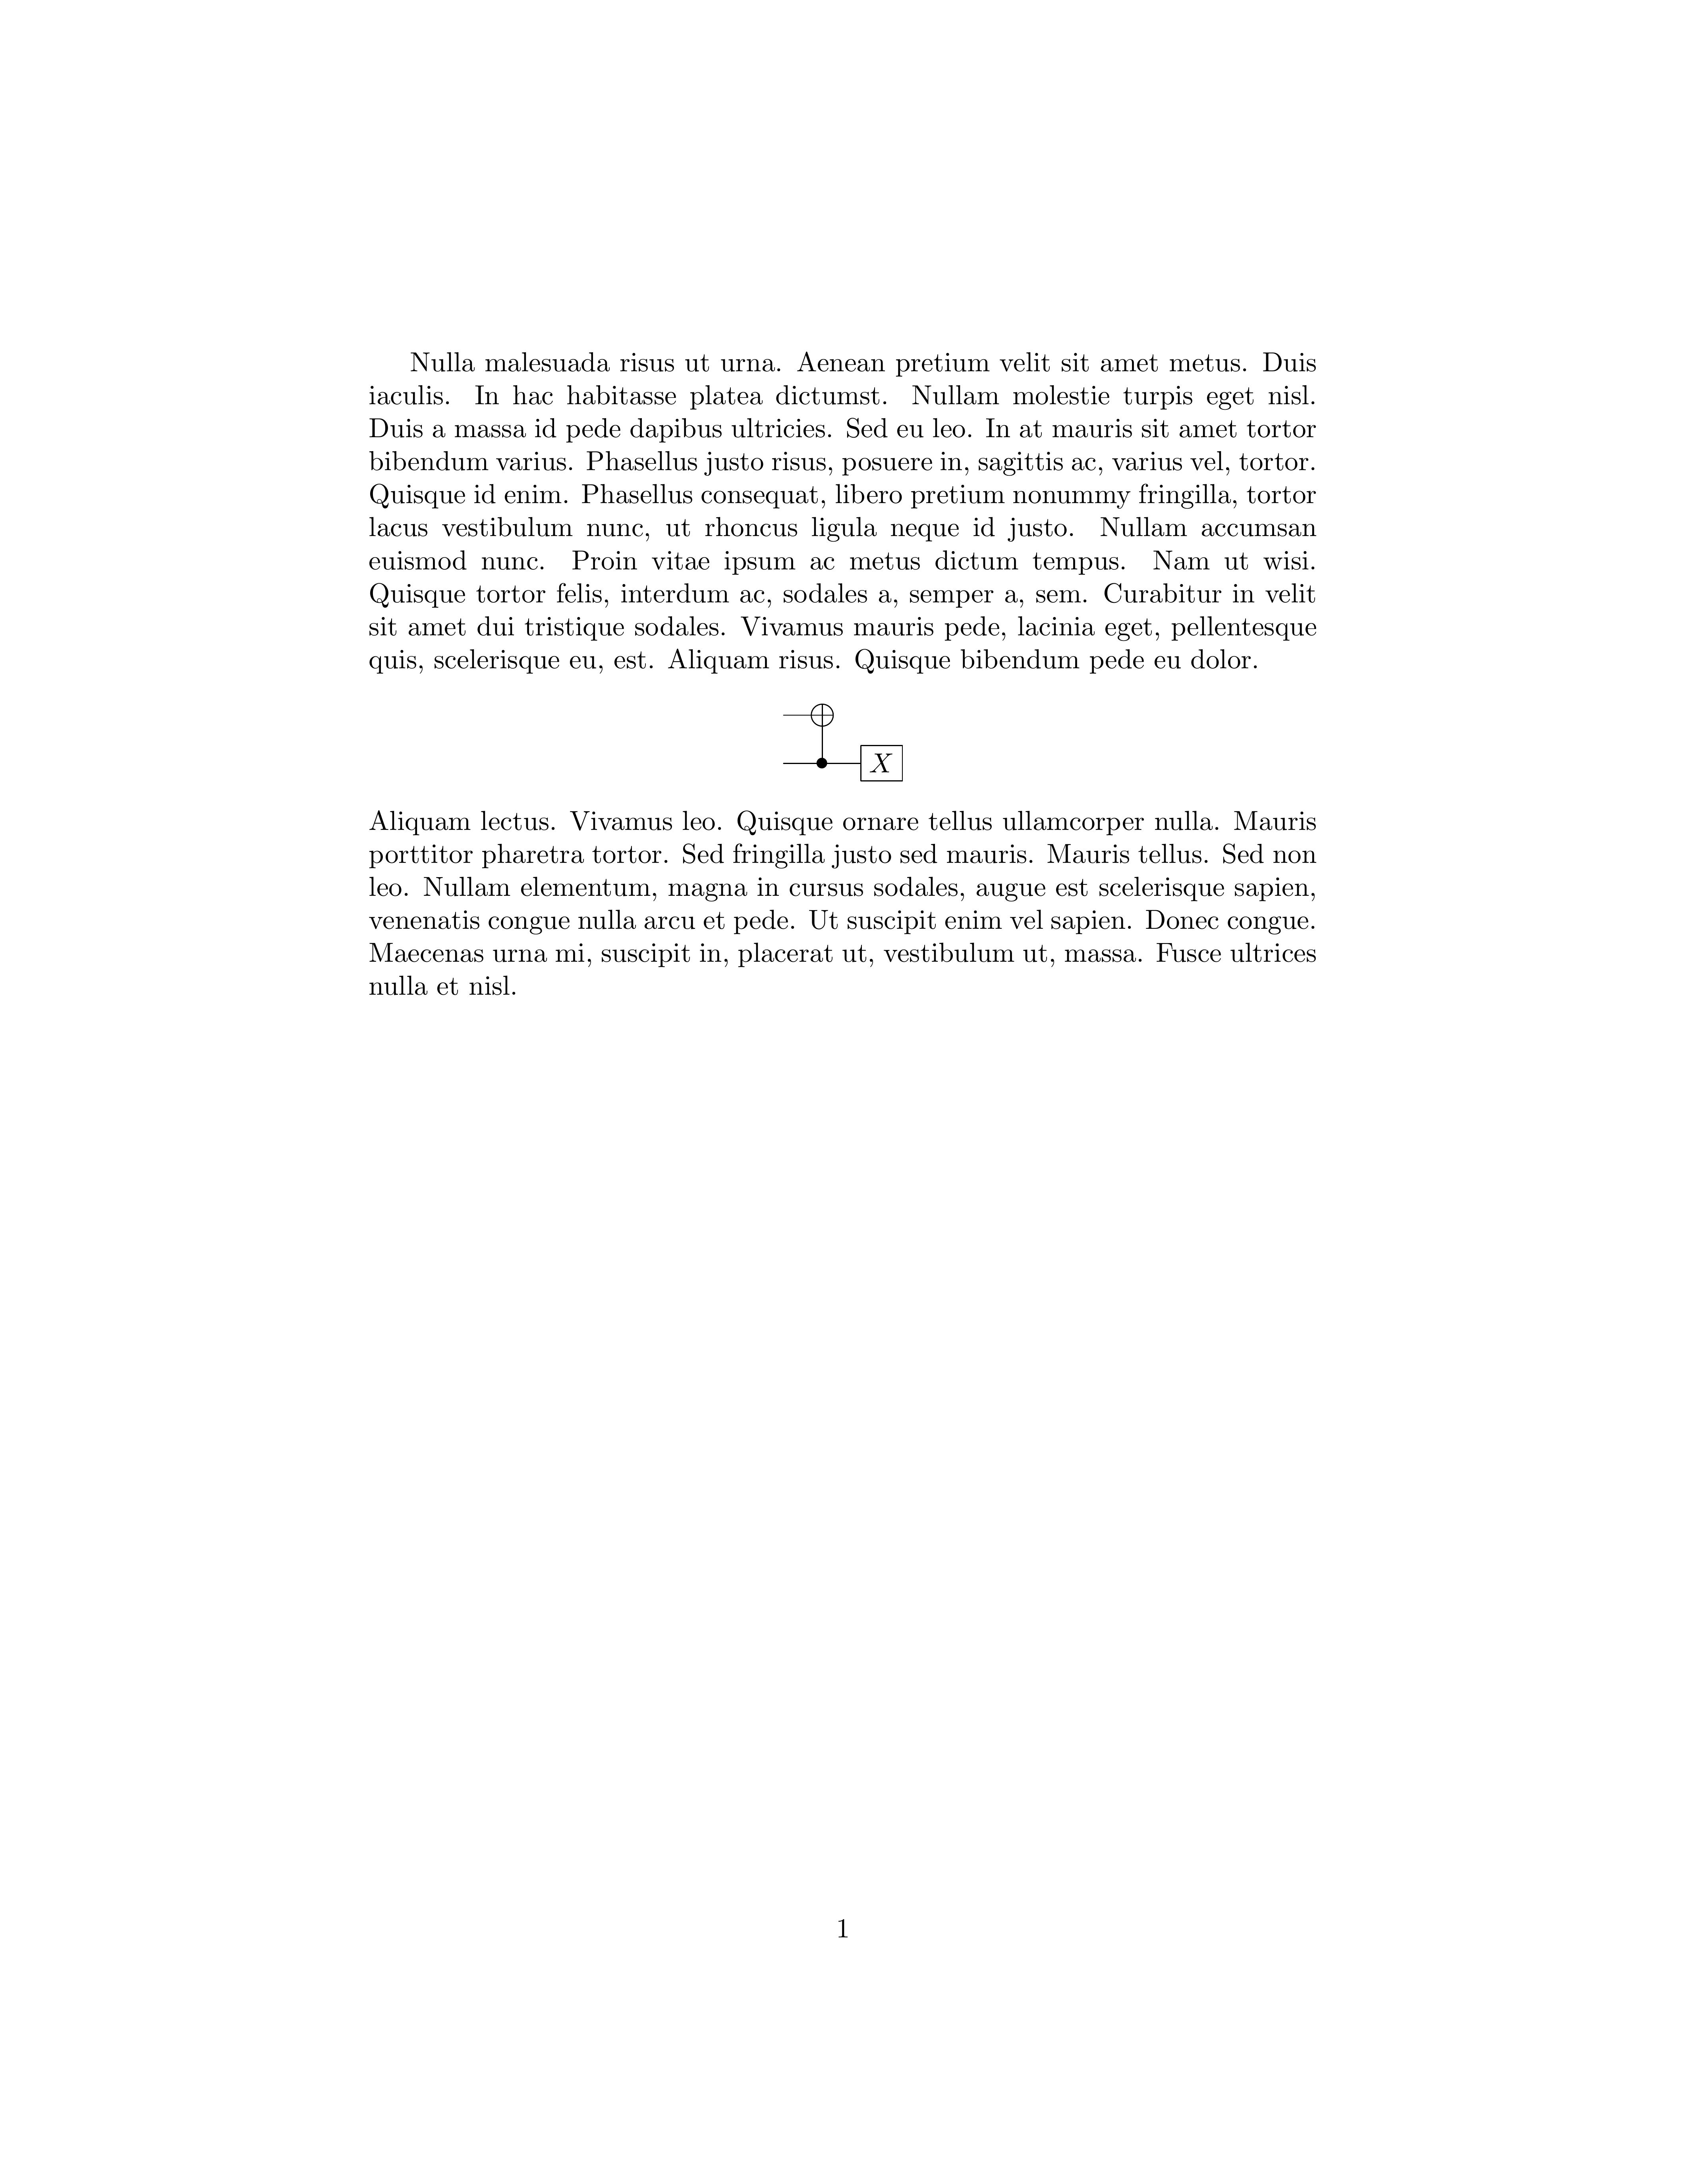 Nulla malesuada risus ut urna. Aenean pretium velit sit amet metus. Duis
iaculis. In hac habitasse platea dictumst. Nullam molestie turpis eget nisl.
Duis a massa id pede dapibus ultricies. Sed eu leo. In at mauris sit amet tortor
bibendum varius. Phasellus justo risus, posuere in, sagittis ac, varius vel, tortor.
Quisque id enim. Phasellus consequat, libero pretium nonummy fringilla, tortor
lacus vestibulum nunc, ut rhoncus ligula neque id justo. Nullam accumsan
euismod nunc. Proin vitae ipsum ac metus dictum tempus. Nam ut wisi.
Quisque tortor felis, interdum ac, sodales a, semper a, sem. Curabitur in velit
sit amet dui tristique sodales. Vivamus mauris pede, lacinia eget, pellentesque
quis, scelerisque eu, est. Aliquam risus. Quisque bibendum pede eu dolor.
X
Aliquam lectus. Vivamus leo. Quisque ornare tellus ullamcorper nulla. Mauris
porttitor pharetra tortor. Sed fringilla justo sed mauris. Mauris tellus. Sed non
leo. Nullam elementum, magna in cursus sodales, augue est scelerisque sapien,
venenatis congue nulla arcu et pede. Ut suscipit enim vel sapien. Donec congue.
Maecenas urna mi, suscipit in, placerat ut, vestibulum ut, massa. Fusce ultrices
nulla et nisl.
1